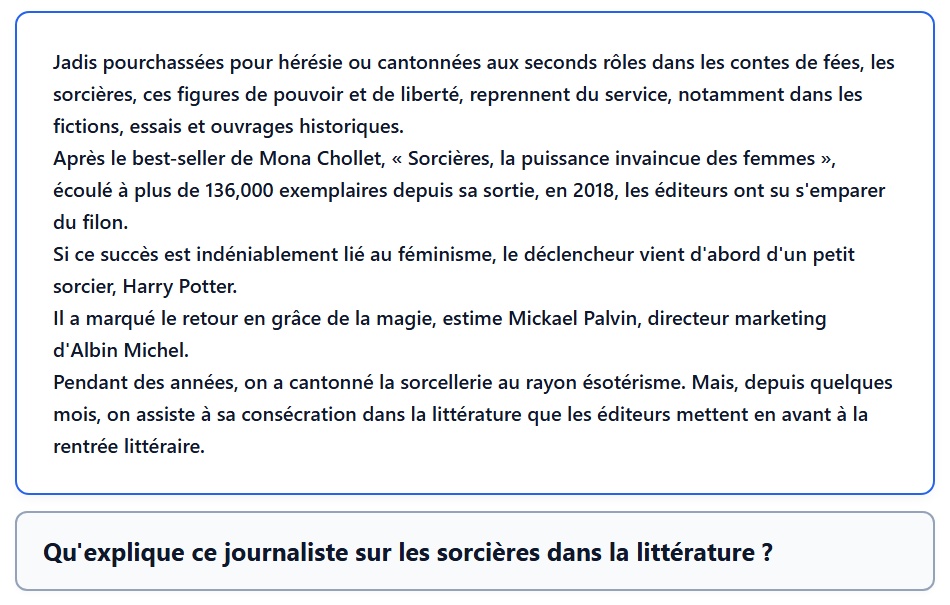 Jadis pourchassées pour hérésie ou cantonnées aux seconds rôles dans les contes de fées, les
sorcières, ces figures de pouvoir et de liberté, reprennent du service, notamment dans les
fictions, essais et ouvrages historiques.
Après le best-seller de Mona Chollet, « Sorcières, la puissance invaincue des femmes »,
écoulé à plus de 136,000 exemplaires depuis sa sortie, en 2018, les éditeurs ont su s'emparer
du filon.
Si ce succès est indéniablement lié au féminisme, le déclencheur vient d'abord d'un petit
sorcier, Harry Potter.
Il a marqué le retour en grâce de la magie, estime Mickael Palvin, directeur marketing
d'Albin Michel.
Pendant des années, on a cantonné la sorcellerie au rayon ésotérisme. Mais, depuis quelques
mois, on assiste à sa consécration dans la littérature que les éditeurs mettent en avant à la
rentrée littéraire.
Qu'explique ce journaliste sur les sorcières dans la littérature ?